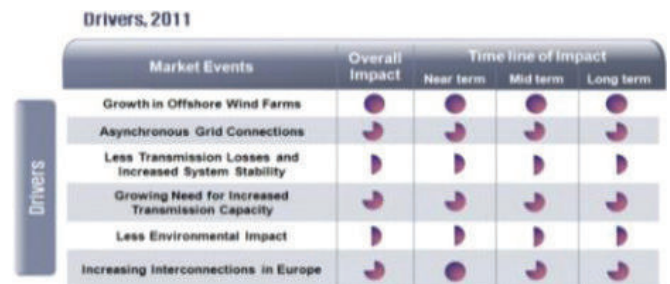 Drivers, 2011
Market Events
Overall
Impact
Time line of Impact
Near term
Mid term
Long term
Drivers
Growth in Offshore Wind Farms
Asynchronous Grid Connections
Less Transmission Losses and
Increased System Stability
Growing Need for Increased
Transmission Capacity
Less Environmental Impact
Increasing Interconnections in Europe